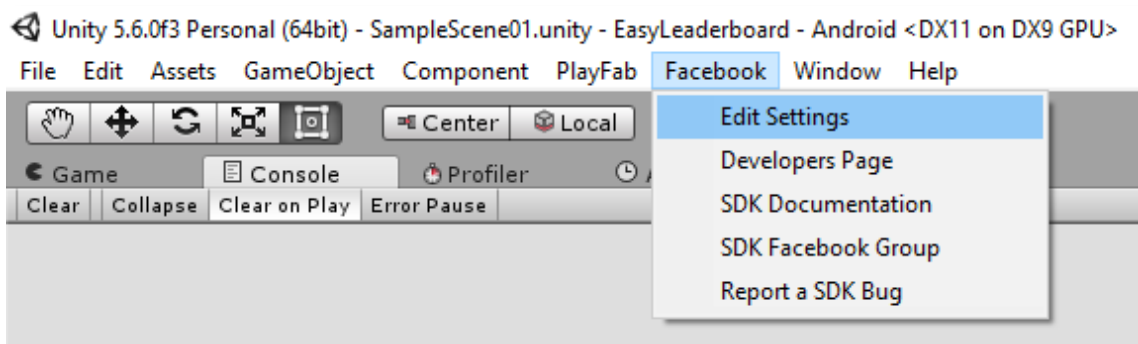 Unity 5.6.0f3 Personal (64bit) - SampleScene01.unity - EasyLeaderboard - Android <DX11 on DX9 GPU>
File Edit Assets GameObject Component PlayFab Facebook Window Help
Center Local
Game Console Profiler
Clear Collapse Clear on Play Error Pause
Edit Settings
Developers Page
SDK Documentation
SDK Facebook Group
Report a SDK Bug